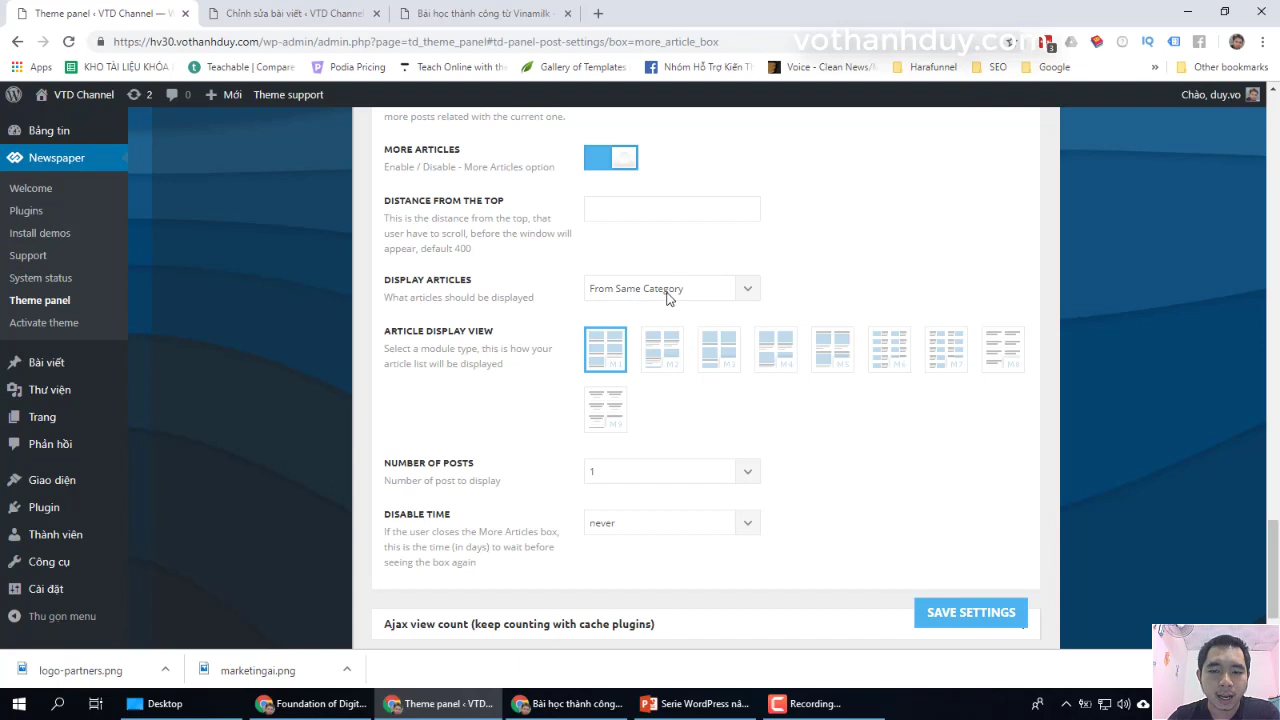 Theme panel ‹ VTD Channel —
Chỉnh sửa bài viết ‹ VTD Channel
Bài học thành công từ Vinamilk -
https://hv30.vothanhduy.com/wp-admin/admin.php?page=td_theme_panel#td-panel-post-settings/box=more_article_box
vothanhduy.com
3
Apps
KHO TÀI LIỆU KHÓA
Teachable | Compare
Podia Pricing
Teach Online with the
Gallery of Templates
Nhóm Hỗ Trợ Kiến Th
Voice - Clean News/M
Harafunnel
SEO
Google
»
Other bookmarks
VTD Channel
2
0
Mới
Theme support
Chào, duy.vo
Bảng tin
Newspaper
Welcome
Plugins
Install demos
Support
System status
Theme panel
Activate theme
Bài viết
Thư viện
Trang
Phản hồi
Giao diện
Plugin
Thành viên
Công cụ
Cài đặt
Thu gọn menu
more posts related with the current one.
MORE ARTICLES
Enable / Disable - More Articles option
DISTANCE FROM THE TOP
This is the distance from the top, that
user have to scroll, before the window will
appear, default 400
DISPLAY ARTICLES
What articles should be displayed
From Same Category
ARTICLE DISPLAY VIEW
Select a module type, this is how your
article list will be displayed
M1
M2
M3
M4
M5
M6
M7
M8
M9
NUMBER OF POSTS
Number of post to display
1
DISABLE TIME
If the user closes the More Articles box,
this is the time (in days) to wait before
seeing the box again
never
SAVE SETTINGS
Ajax view count (keep counting with cache plugins)
logo-partners.png
marketingai.png
Desktop
Foundation of Digit...
Theme panel ‹ VTD...
Bài học thành công...
Serie WordPress nâ...
Recording...